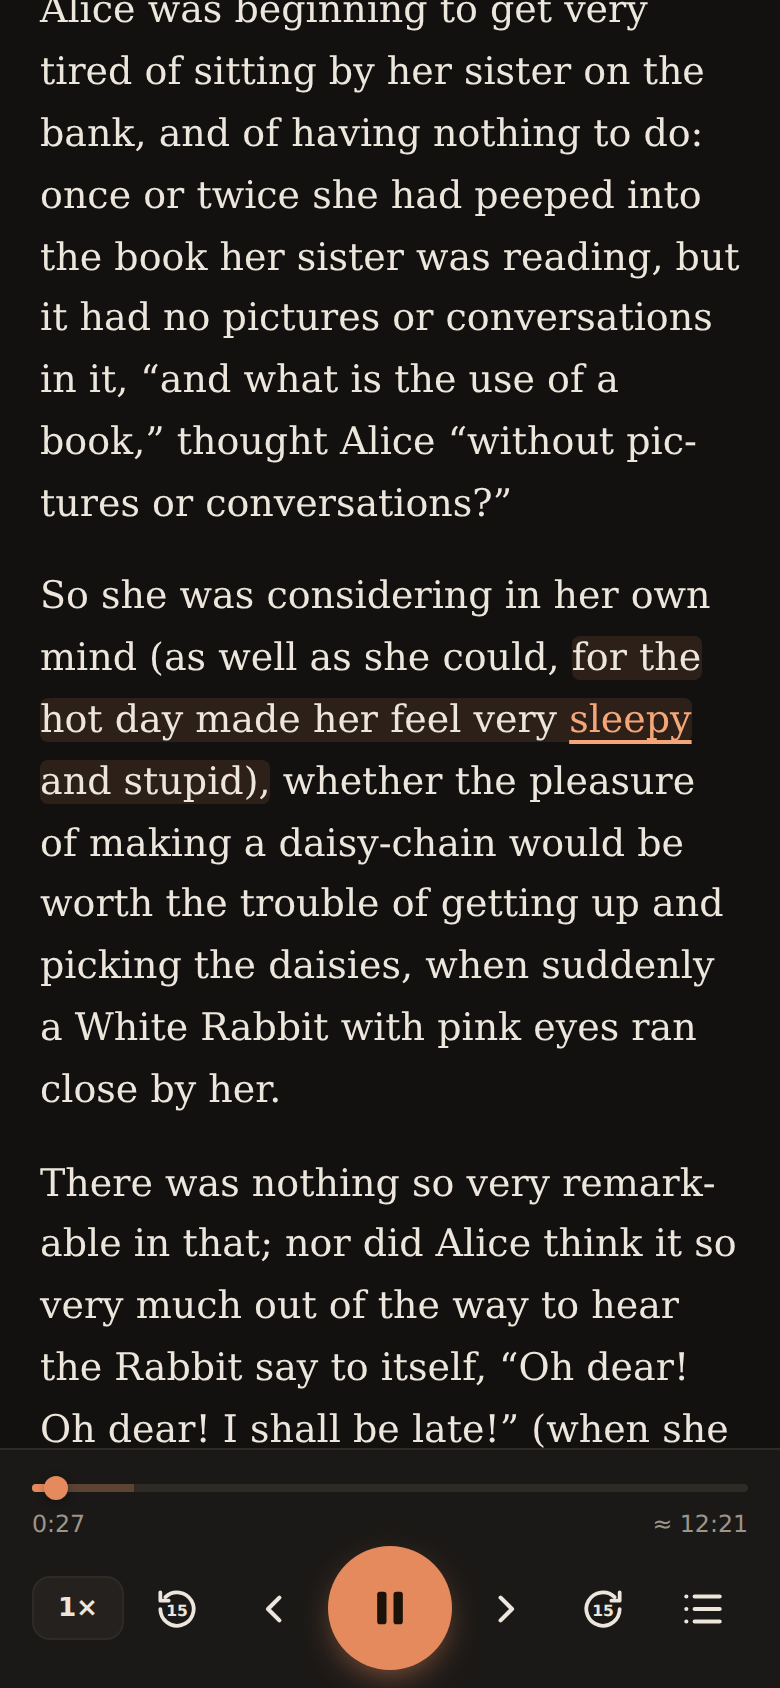 Alice was beginning to get very
tired of sitting by her sister on the
bank, and of having nothing to do:
once or twice she had peeped into
the book her sister was reading, but
it had no pictures or conversations
in it, “and what is the use of a
book,” thought Alice “without pic-
tures or conversations?”
So she was considering in her own
mind (as well as she could, for the
hot day made her feel very sleepy
and stupid), whether the pleasure
of making a daisy-chain would be
worth the trouble of getting up and
picking the daisies, when suddenly
a White Rabbit with pink eyes ran
close by her.
There was nothing so very remark-
able in that; nor did Alice think it so
very much out of the way to hear
the Rabbit say to itself, “Oh dear!
Oh dear! I shall be late!” (when she
0:27 ≈ 12:21
1× 15 15